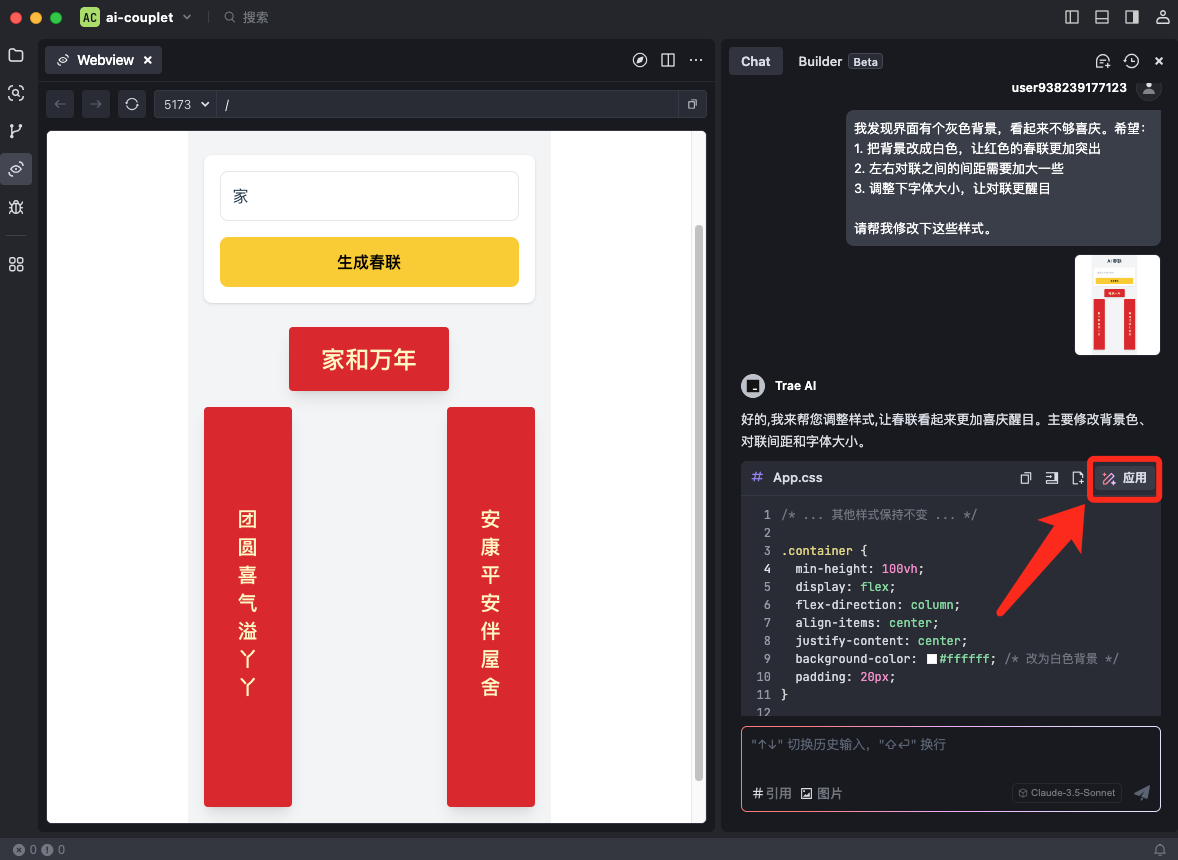 AC ai-couplet
搜索
Webview
5173
/
家
生成春联
家和万年
团圆喜气溢丫丫
安康平安伴屋舍
Chat
Builder Beta
user938239177123
我发现界面有个灰色背景，看起来不够喜庆。希望：
1. 把背景改成白色，让红色的春联更加突出
2. 左右对联之间的间距需要加大一些
3. 调整下字体大小，让对联更醒目
请帮我修改下这些样式。
AI 春联
Trae AI
好的,我来帮您调整样式,让春联看起来更加喜庆醒目。主要修改背景色、
对联间距和字体大小。
# App.css
应用
1 /* ... 其他样式保持不变 ... */
2
3 .container {
4 min-height: 100vh;
5 display: flex;
6 flex-direction: column;
7 align-items: center;
8 justify-content: center;
9 background-color: #ffffff; /* 改为白色背景 */
10 padding: 20px;
11 }
12
"↑↓" 切换历史输入，"⇧⏎" 换行
#引用 图片
Claude-3.5-Sonnet
0 0